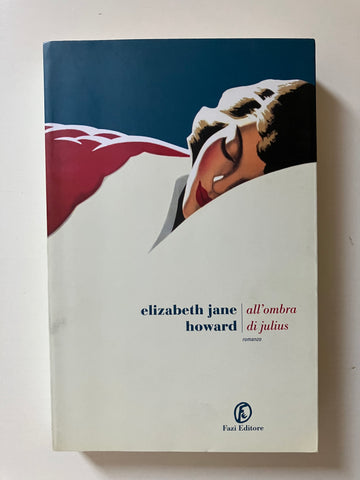 elizabeth jane
howard
all'ombra
di julius
romanzo
Fazi Editore